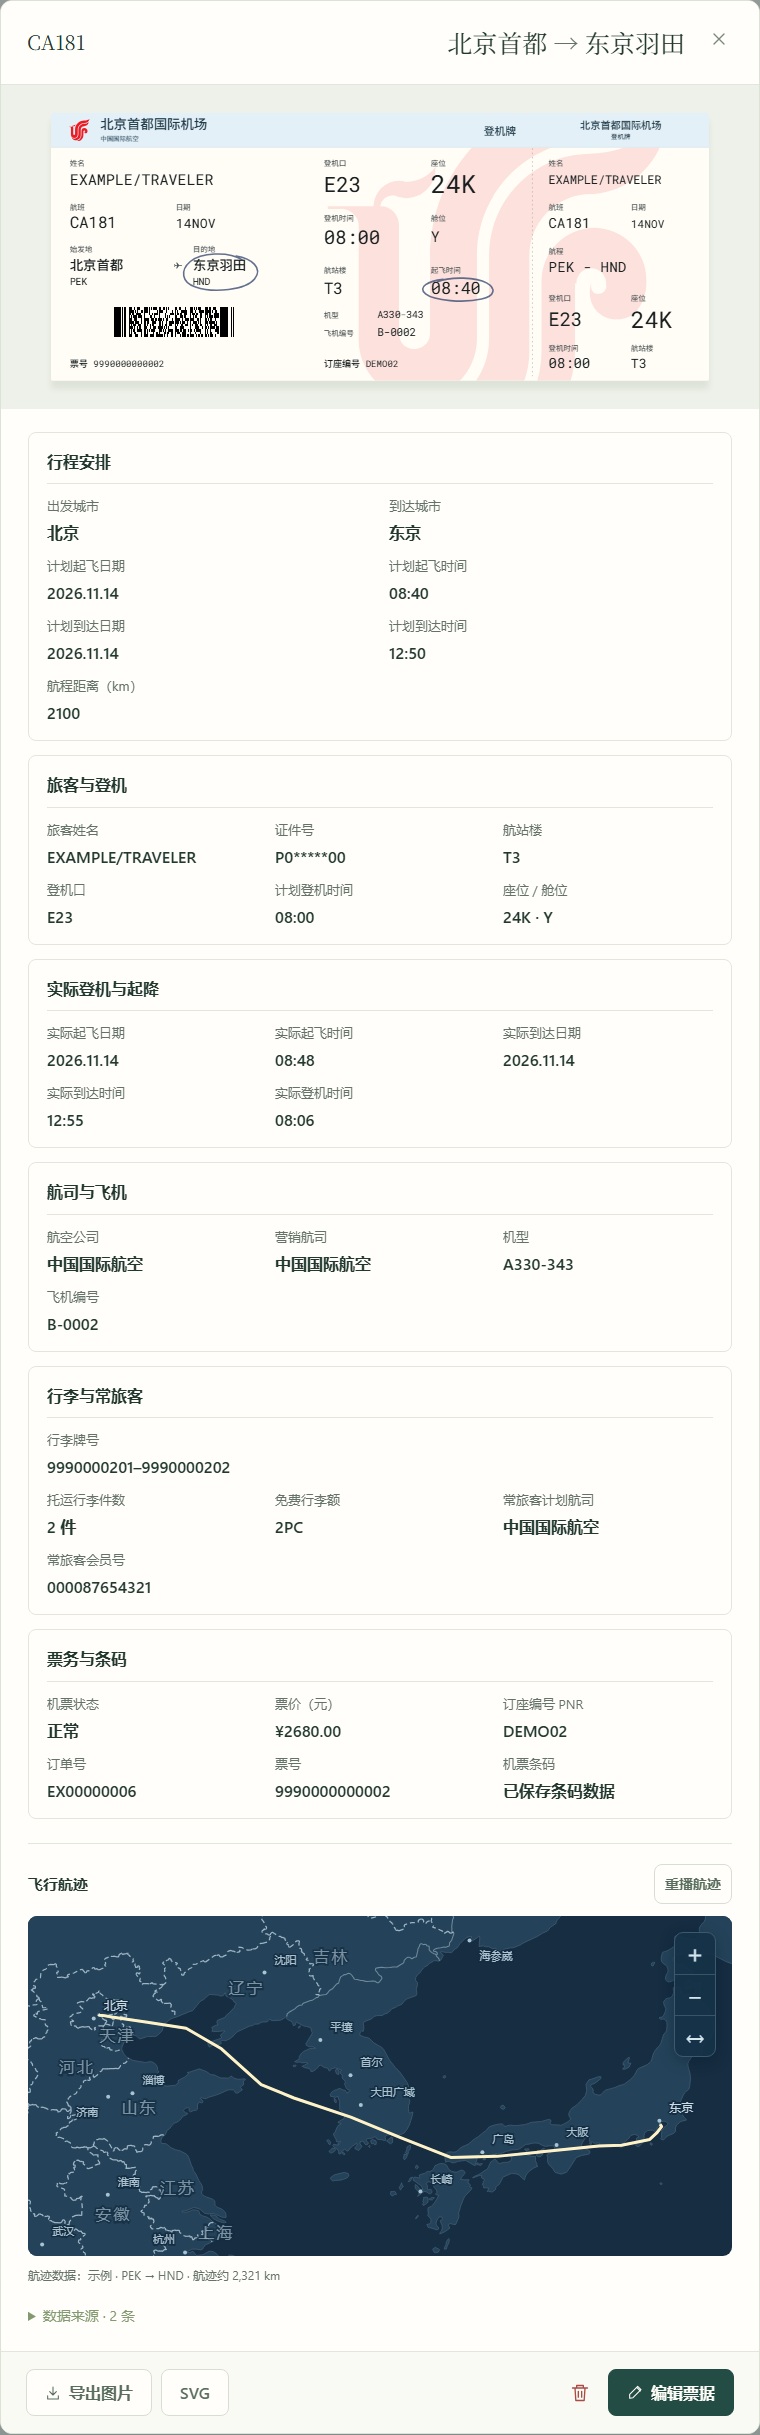 CA181 北京首都 → 东京羽田 ×
北京首都国际机场 登机牌 北京首都国际机场
中国国际航空 登机牌
姓名 登机口 座位 姓名
EXAMPLE/TRAVELER E23 24K EXAMPLE/TRAVELER
航班 日期 登机时间 舱位 航班 日期
CA181 14NOV 08:00 Y CA181 14NOV
始发地 目的地 航程
北京首都 东京羽田 PEK - HND
PEK HND
航站楼 起飞时间
T3 08:40
登机口 座位
E23 24K
机型 A330-343
飞机编号 B-0002
登机时间 航站楼
08:00 T3
票号 9990000000002 订座编号 DEMO02
行程安排
出发城市 到达城市
北京 东京
计划起飞日期 计划起飞时间
2026.11.14 08:40
计划到达日期 计划到达时间
2026.11.14 12:50
航程距离（km）
2100
旅客与登机
旅客姓名 证件号 航站楼
EXAMPLE/TRAVELER P0*****00 T3
登机口 计划登机时间 座位 / 舱位
E23 08:00 24K · Y
实际登机与起降
实际起飞日期 实际起飞时间 实际到达日期
2026.11.14 08:48 2026.11.14
实际到达时间 实际登机时间
12:55 08:06
航司与飞机
航空公司 营销航司 机型
中国国际航空 中国国际航空 A330-343
飞机编号
B-0002
行李与常旅客
行李牌号
9990000201–9990000202
托运行李件数 免费行李额 常旅客计划航司
2 件 2PC 中国国际航空
常旅客会员号
000087654321
票务与条码
机票状态 票价（元） 订座编号 PNR
正常 ¥2680.00 DEMO02
订单号 票号 机票条码
EX00000006 9990000000002 已保存条码数据
飞行航迹 重播航迹
沈阳 吉林 海参崴
辽宁
北京
天津 平壤
河北 首尔
淄博 大田广域
济南 山东 东京
广岛 大阪
淮南 江苏 长崎
安徽
武汉 杭州 上海
航迹数据：示例 · PEK → HND · 航迹约 2,321 km
▶ 数据来源 · 2 条
导出图片 SVG 编辑票据